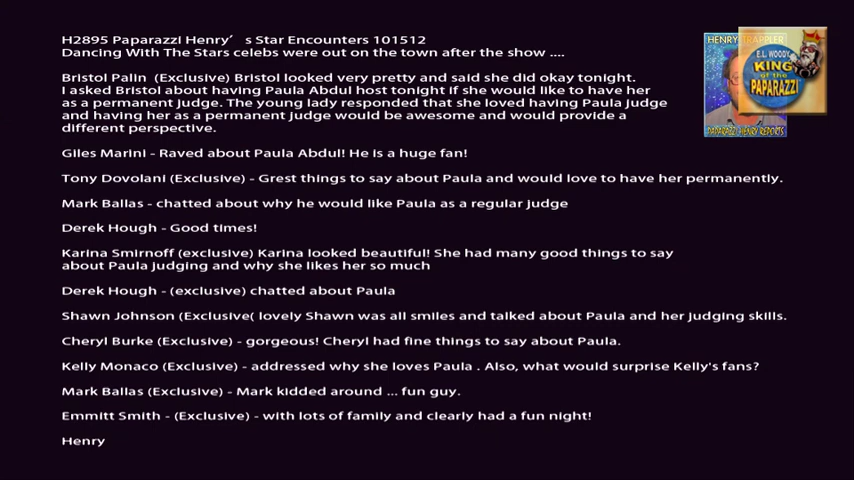 H2895 Paparazzi Henry´ s Star Encounters 101512
Dancing With The Stars celebs were out on the town after the show ....
Bristol Palin (Exclusive) Bristol looked very pretty and said she did okay tonight.
I asked Bristol about having Paula Abdul host tonight if she would like to have her
as a permanent judge. The young lady responded that she loved having Paula judge
and having her as a permanent judge would be awesome and would provide a
different perspective.
Giles Marini - Raved about Paula Abdul! He is a huge fan!
Tony Dovolani (Exclusive) - Grest things to say about Paula and would love to have her permanently.
Mark Ballas - chatted about why he would like Paula as a regular judge
Derek Hough - Good times!
Karina Smirnoff (exclusive) Karina looked beautiful! She had many good things to say
about Paula judging and why she likes her so much
Derek Hough - (exclusive) chatted about Paula
Shawn Johnson (Exclusive( lovely Shawn was all smiles and talked about Paula and her judging skills.
Cheryl Burke (Exclusive) - gorgeous! Cheryl had fine things to say about Paula.
Kelly Monaco (Exclusive) - addressed why she loves Paula . Also, what would surprise Kelly's fans?
Mark Ballas (Exclusive) - Mark kidded around ... fun guy.
Emmitt Smith - (Exclusive) - with lots of family and clearly had a fun night!
Henry
HENRY TRAPPLER
E.L. WOODY
KING
of the
PAPARAZZI
PAPARAZZI HENRY REPORTS